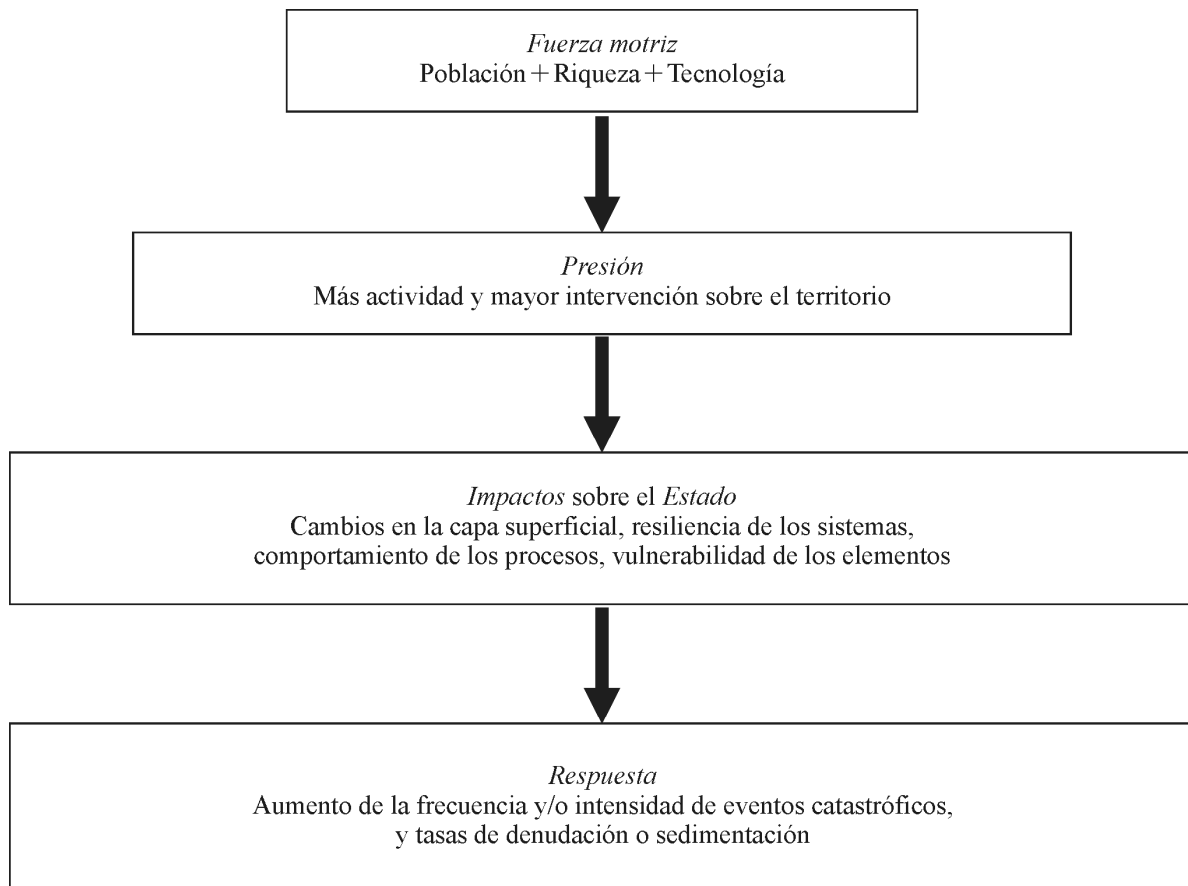 Fuerza motriz
Población + Riqueza + Tecnología
Presión
Más actividad y mayor intervención sobre el territorio
Impactos sobre el Estado
Cambios en la capa superficial, resiliencia de los sistemas,
comportamiento de los procesos, vulnerabilidad de los elementos
Respuesta
Aumento de la frecuencia y/o intensidad de eventos catastróficos,
y tasas de denudación o sedimentación